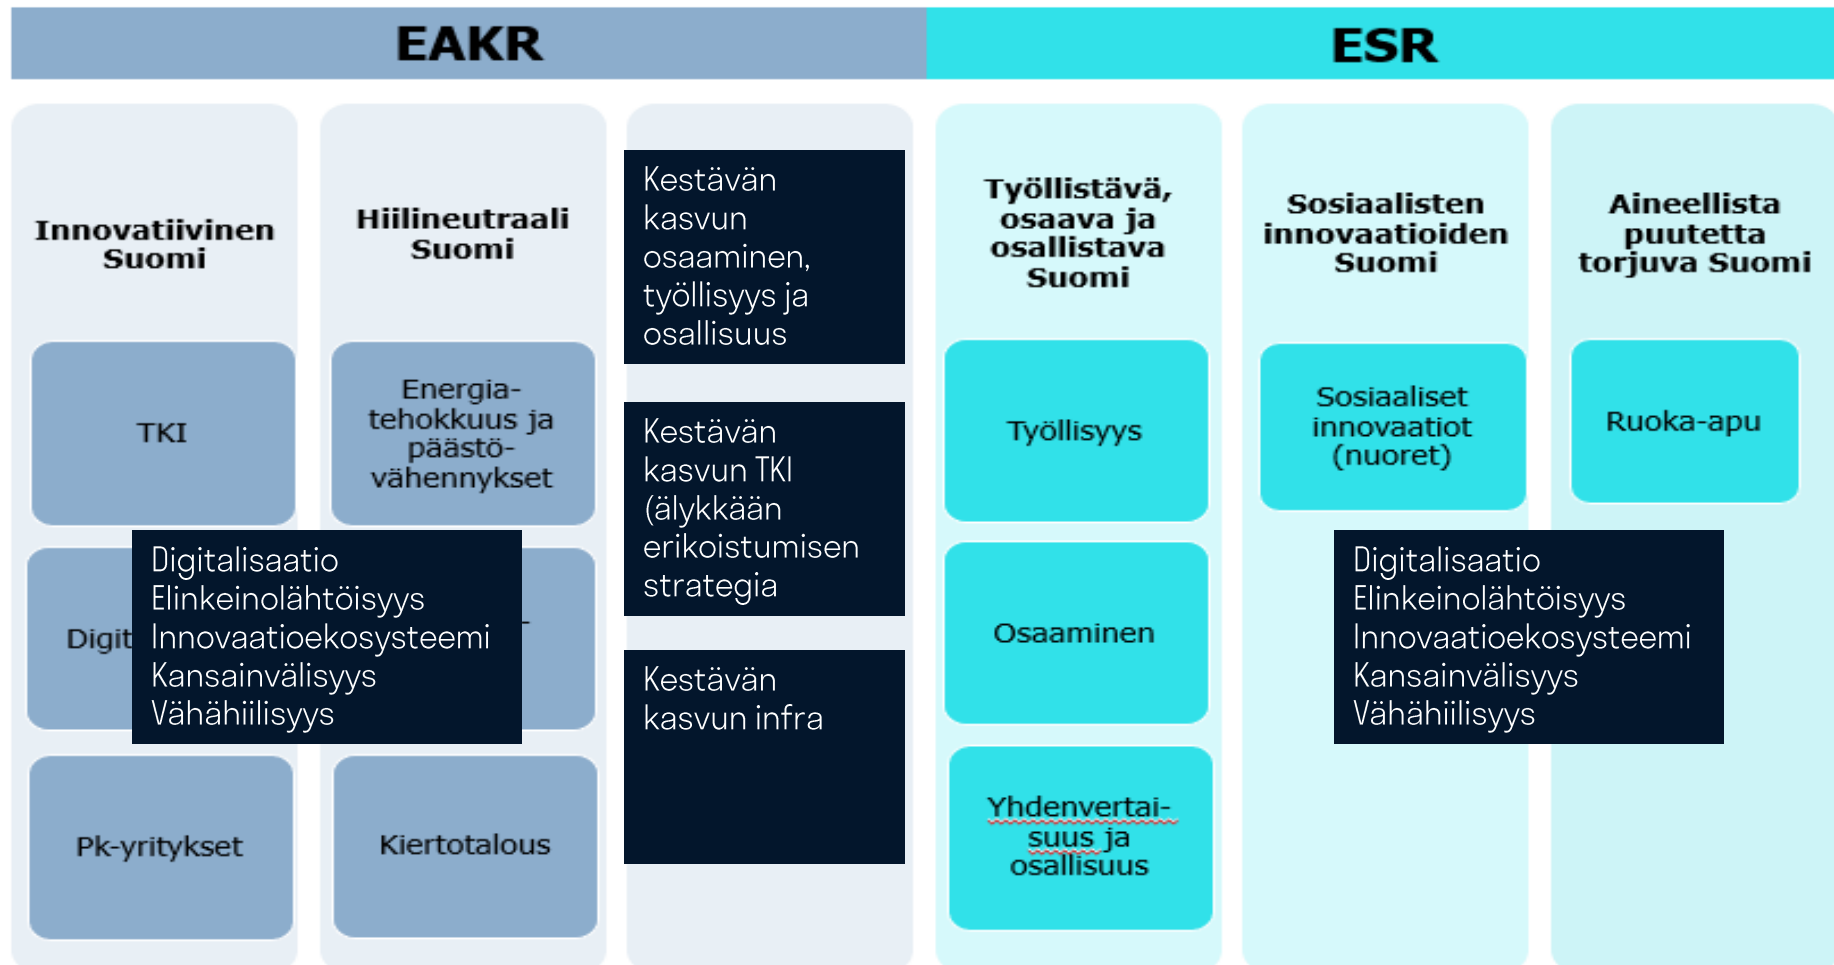 EAKR
ESR
Innovatiivinen
Suomi
TKI
Digit
Pk-yritykset
Hiilineutraali
Suomi
Energia-
tehokkuus ja
päästö-
vähennykset
Kiertotalous
Digitalisaatio
Elinkeinolähtöisyys
Innovaatioekosysteemi
Kansainvälisyys
Vähähiilisyys
Kestävän
kasvun
osaaminen,
työllisyys ja
osallisuus
Kestävän
kasvun TKI
(älykkään
erikoistumisen
strategia
Kestävän
kasvun infra
Työllistävä,
osaava ja
osallistava
Suomi
Työllisyys
Osaaminen
Yhdenvertai-
suus ja
osallisuus
Sosiaalisten
innovaatioiden
Suomi
Sosiaaliset
innovaatiot
(nuoret)
Aineellista
puutetta
torjuva Suomi
Ruoka-apu
Digitalisaatio
Elinkeinolähtöisyys
Innovaatioekosysteemi
Kansainvälisyys
Vähähiilisyys